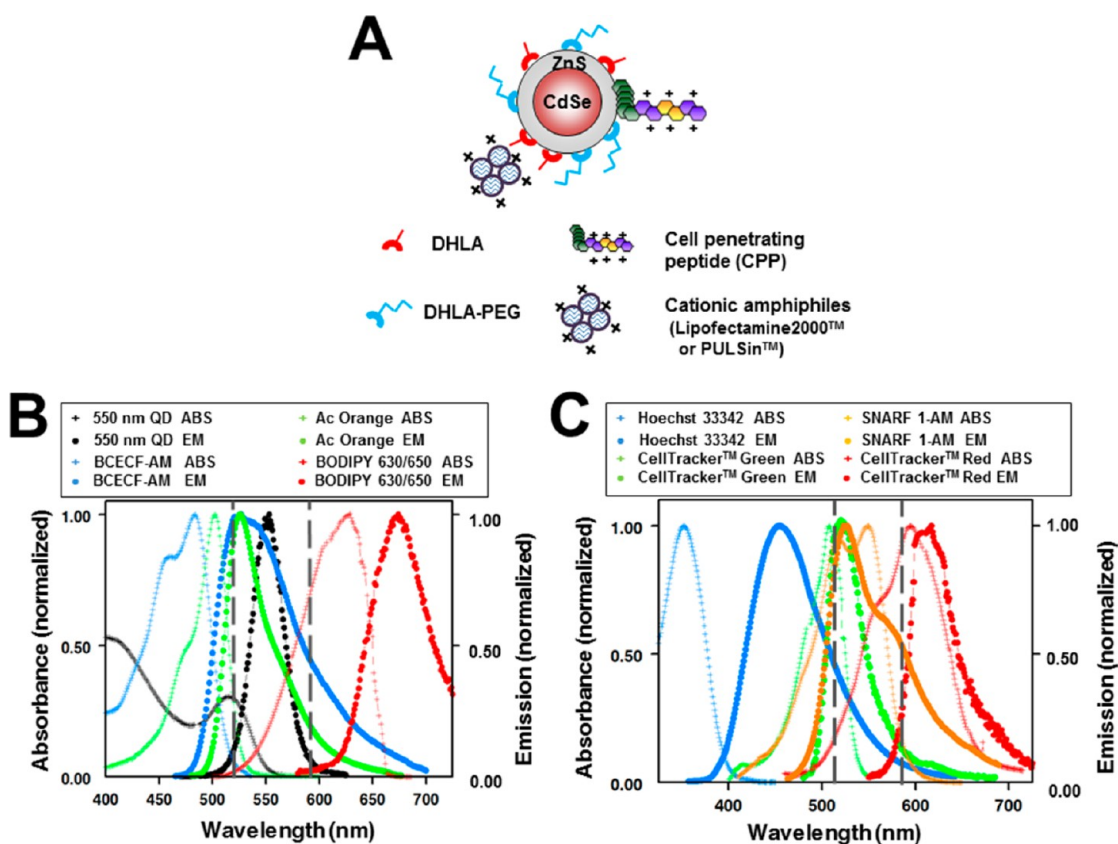 A
ZnS
CdSe
DHLA
Cell penetrating
peptide (CPP)
DHLA-PEG
Cationic amphiphiles
(Lipofectamine2000™
or PULSin™)
B
550 nm QD ABS
Ac Orange ABS
550 nm QD EM
Ac Orange EM
BCECF-AM ABS
BODIPY 630/650 ABS
BCECF-AM EM
BODIPY 630/650 EM
Absorbance (normalized)
1.00
0.50
0.00
400 450 500 550 600 650 700
Wavelength (nm)
1.00
0.50
0.00
Emission (normalized)
C
Hoechst 33342 ABS
SNARF 1-AM ABS
Hoechst 33342 EM
SNARF 1-AM EM
CellTracker™ Green ABS
CellTracker™ Red ABS
CellTracker™ Green EM
CellTracker™ Red EM
Absorbance (normalized)
1.00
0.50
0.00
400 500 600 700
Wavelength (nm)
1.00
0.50
0.00
Emission (normalized)